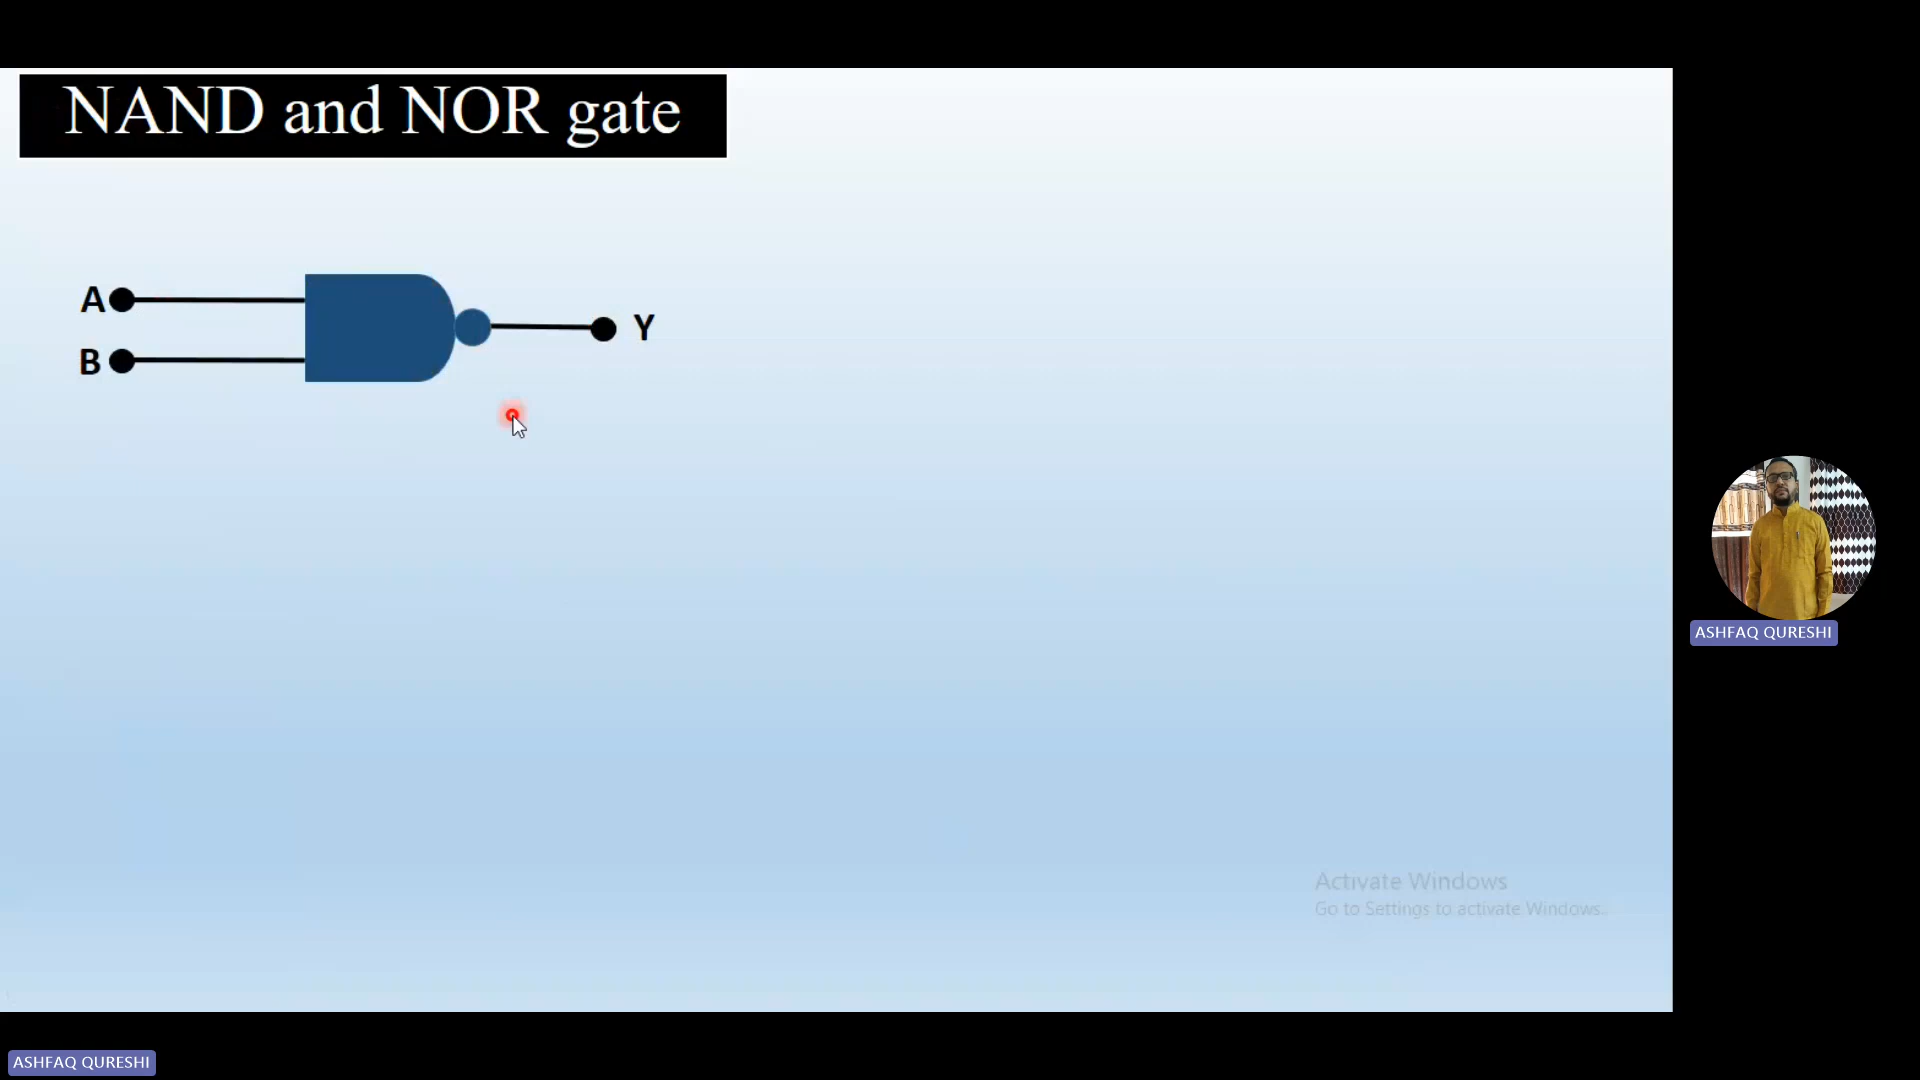 NAND and NOR gate
A
B
Y
Activate Windows
Go to Settings to activate Windows.
ASHFAQ QURESHI
ASHFAQ QURESHI